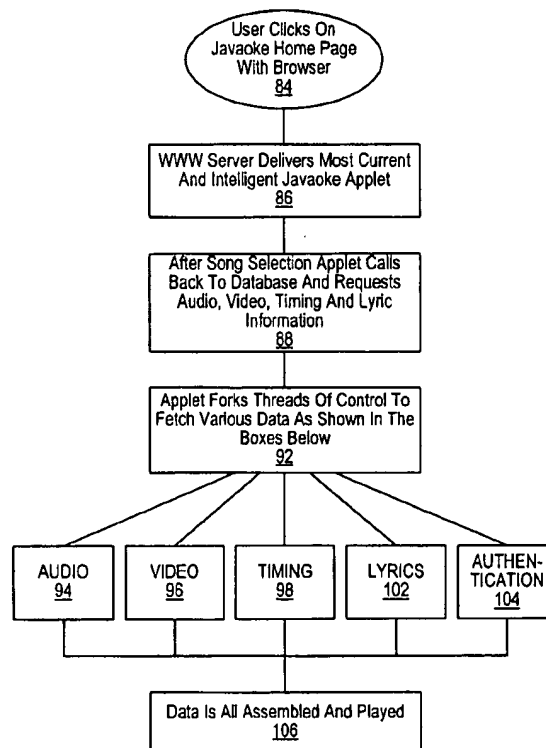 User Clicks On
Javaoke Home Page
With Browser
84
WWW Server Delivers Most Current
And Intelligent Javaoke Applet
86
After Song Selection Applet Calls
Back To Database And Requests
Audio, Video, Timing And Lyric
Information
88
Applet Forks Threads Of Control To
Fetch Various Data As Shown In The
Boxes Below
92
AUDIO
94
VIDEO
96
TIMING
98
LYRICS
102
AUTHEN-
TICATION
104
Data Is All Assembled And Played
106